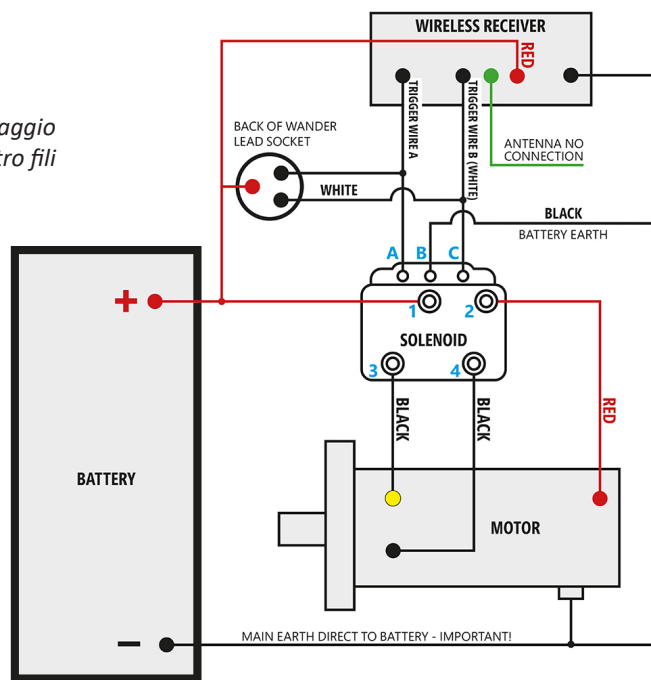 WIRELESS RECEIVER
RED
TRIGGER WIRE A
TRIGGER WIRE B (WHITE)
aggio
tro fili
BACK OF WANDER
LEAD SOCKET
ANTENNA NO
CONNECTION
WHITE
BLACK
BATTERY EARTH
A B C
+
1
2
SOLENOID
3
4
BLACK
BLACK
RED
BATTERY
MOTOR
−
MAIN EARTH DIRECT TO BATTERY - IMPORTANT!